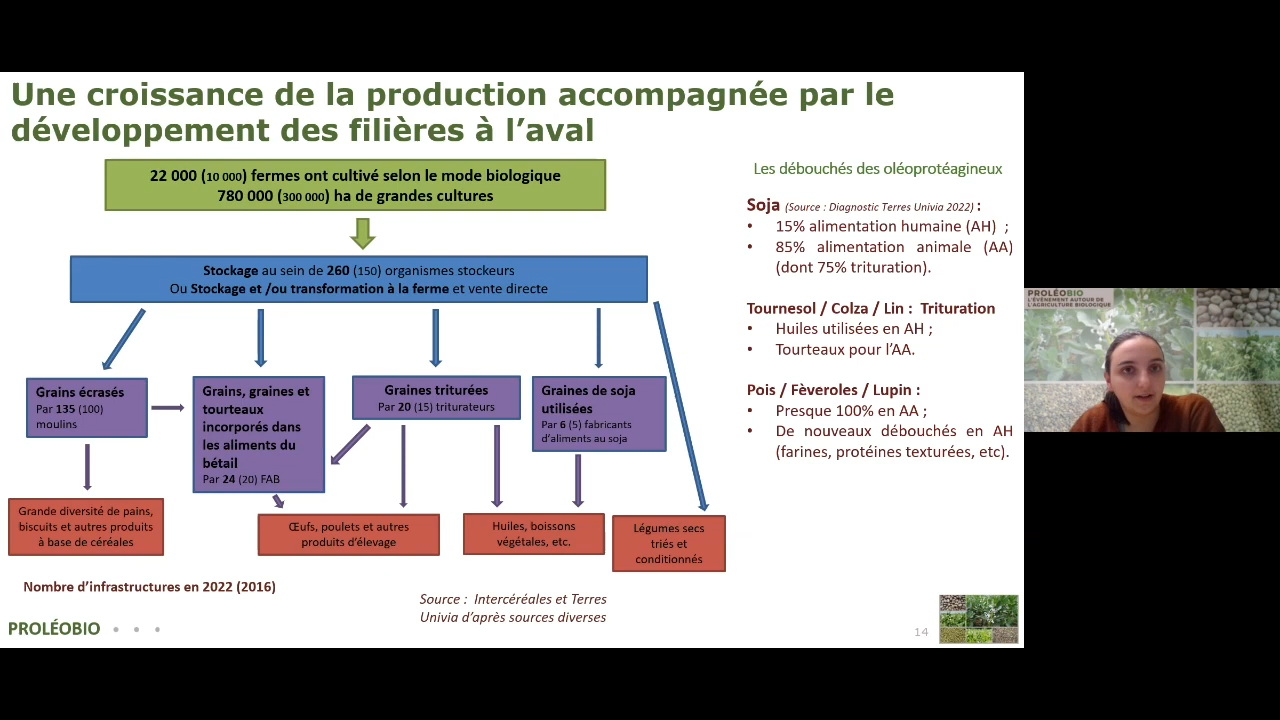 Une croissance de la production accompagnée par le
développement des filières à l’aval
22 000 (10 000) fermes ont cultivé selon le mode biologique
780 000 (300 000) ha de grandes cultures
Stockage au sein de 260 (150) organismes stockeurs
Ou Stockage et /ou transformation à la ferme et vente directe
Grains écrasés
Par 135 (100)
moulins
Grains, graines et
tourteaux
incorporés dans
les aliments du
bétail
Par 24 (20) FAB
Graines triturées
Par 20 (15) triturateurs
Graines de soja
utilisées
Par 6 (5) fabricants
d’aliments au soja
Grande diversité de pains,
biscuits et autres produits
à base de céréales
Œufs, poulets et autres
produits d’élevage
Huiles, boissons
végétales, etc.
Légumes secs
triés et
conditionnés
Nombre d’infrastructures en 2022 (2016)
Source : Intercéréales et Terres
Univia d’après sources diverses
Les débouchés des oléoprotéagineux
Soja (Source : Diagnostic Terres Univia 2022) :
• 15% alimentation humaine (AH) ;
• 85% alimentation animale (AA)
(dont 75% trituration).
Tournesol / Colza / Lin : Trituration
• Huiles utilisées en AH ;
• Tourteaux pour l’AA.
Pois / Fèveroles / Lupin :
• Presque 100% en AA ;
• De nouveaux débouchés en AH
(farines, protéines texturées, etc).
PROLÉOBIO • • •
14
PROLÉOBIO
L'ÉVÉNEMENT AUTOUR DE
L'AGRICULTURE BIOLOGIQUE